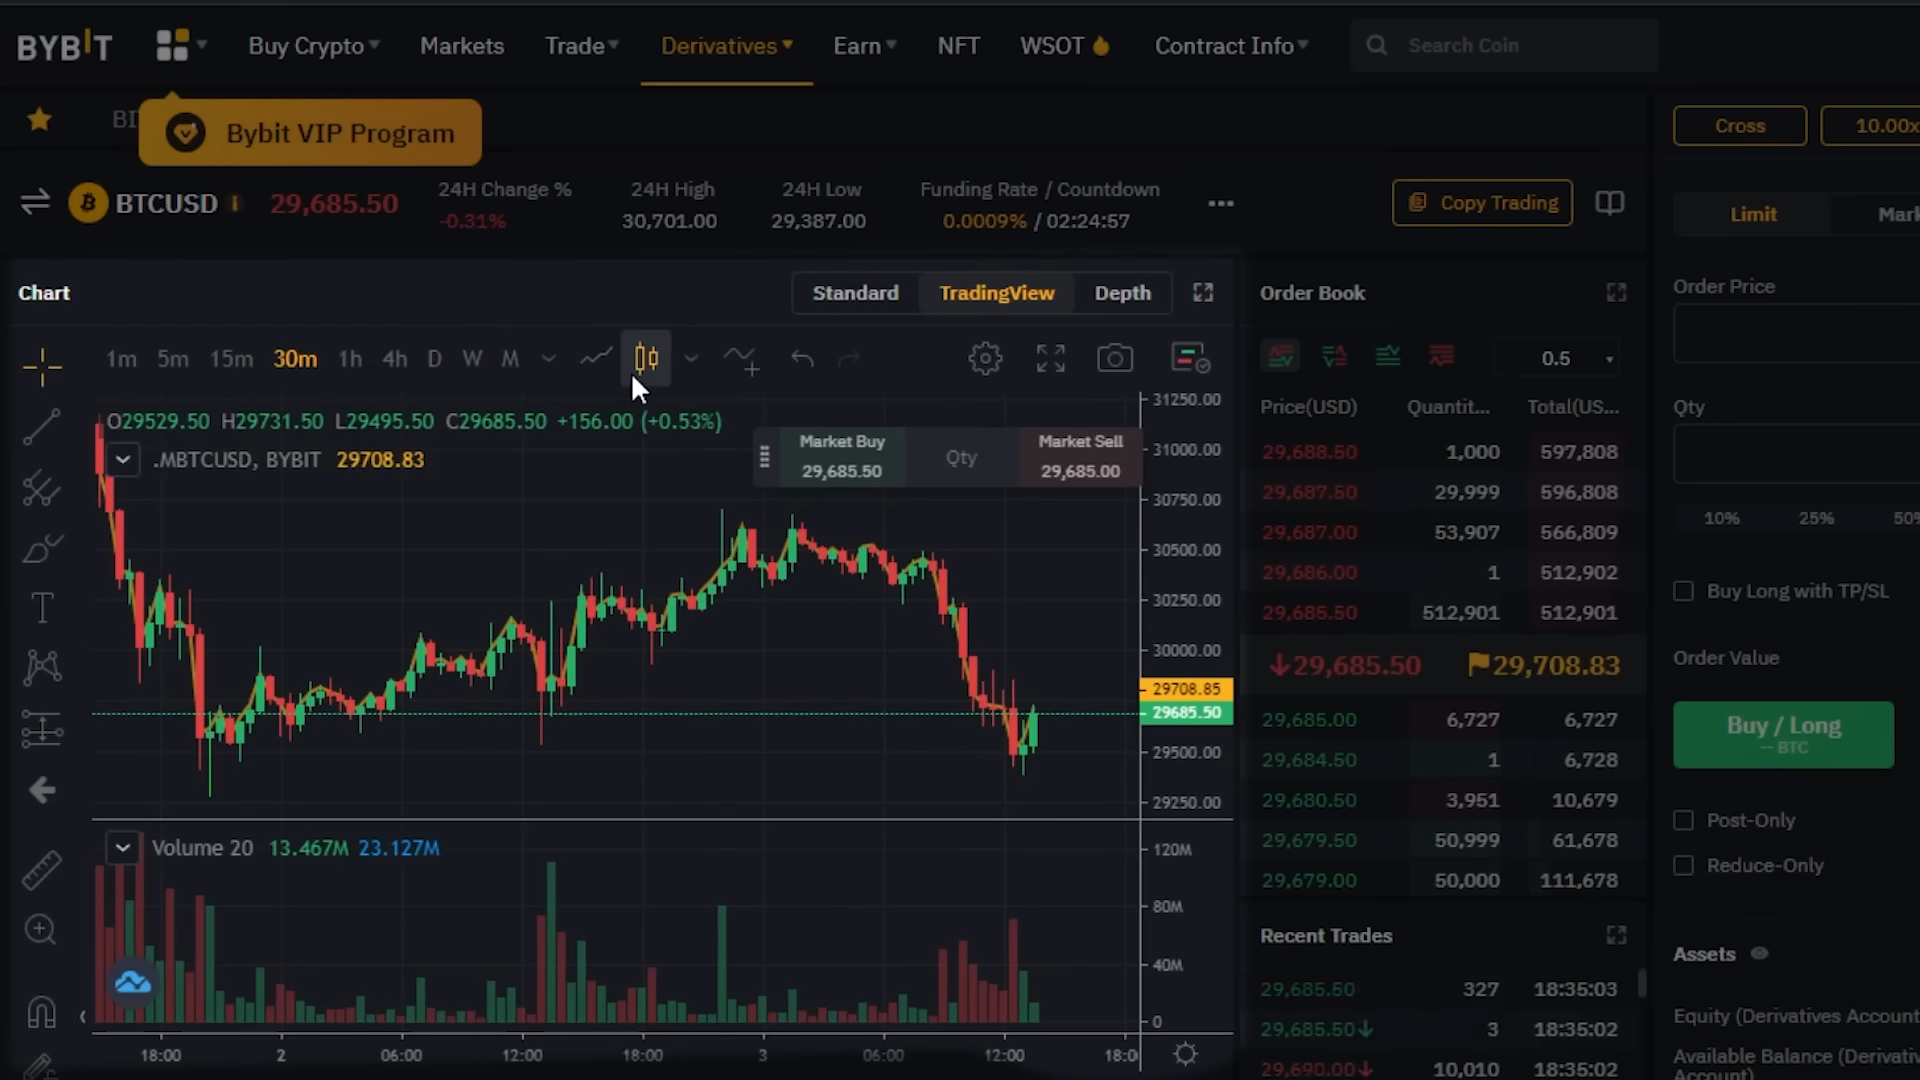 BYBIT Buy Crypto Markets Trade Derivatives Earn NFT WSOT Contract Info Search Coin
Bybit VIP Program
Cross 10.00x
BTCUSD 29,685.50 24H Change % 24H High 24H Low Funding Rate / Countdown
-0.31% 30,701.00 29,387.00 0.0009% / 02:24:57
Copy Trading
Limit
Chart Standard TradingView Depth
1m 5m 15m 30m 1h 4h D W M
O29529.50 H29731.50 L29495.50 C29685.50 +156.00 (+0.53%)
.MBTCUSD, BYBIT 29708.83
Market Buy Qty Market Sell
29,685.50 29,685.00
31250.00
31000.00
30750.00
30500.00
30250.00
30000.00
29708.85
29685.50
29500.00
29250.00
Volume 20 13.467M 23.127M
120M
80M
40M
0
18:00 2 06:00 12:00 18:00 3 06:00 12:00 18:0
Order Book
0.5
Price(USD) Quantit... Total(US...
29,688.50 1,000 597,808
29,687.50 29,999 596,808
29,687.00 53,907 566,809
29,686.00 1 512,902
29,685.50 512,901 512,901
↓29,685.50 29,708.83
29,685.00 6,727 6,727
29,684.50 1 6,728
29,680.50 3,951 10,679
29,679.50 50,999 61,678
29,679.00 50,000 111,678
Recent Trades
29,685.50 327 18:35:03
29,685.50↓ 3 18:35:02
29,690.00↓ 10,010 18:35:02
Order Price
Qty
10% 25% 50%
Buy Long with TP/SL
Order Value
Buy / Long
-- BTC
Post-Only
Reduce-Only
Assets
Equity (Derivatives Account
Available Balance (Derivativ
Account)